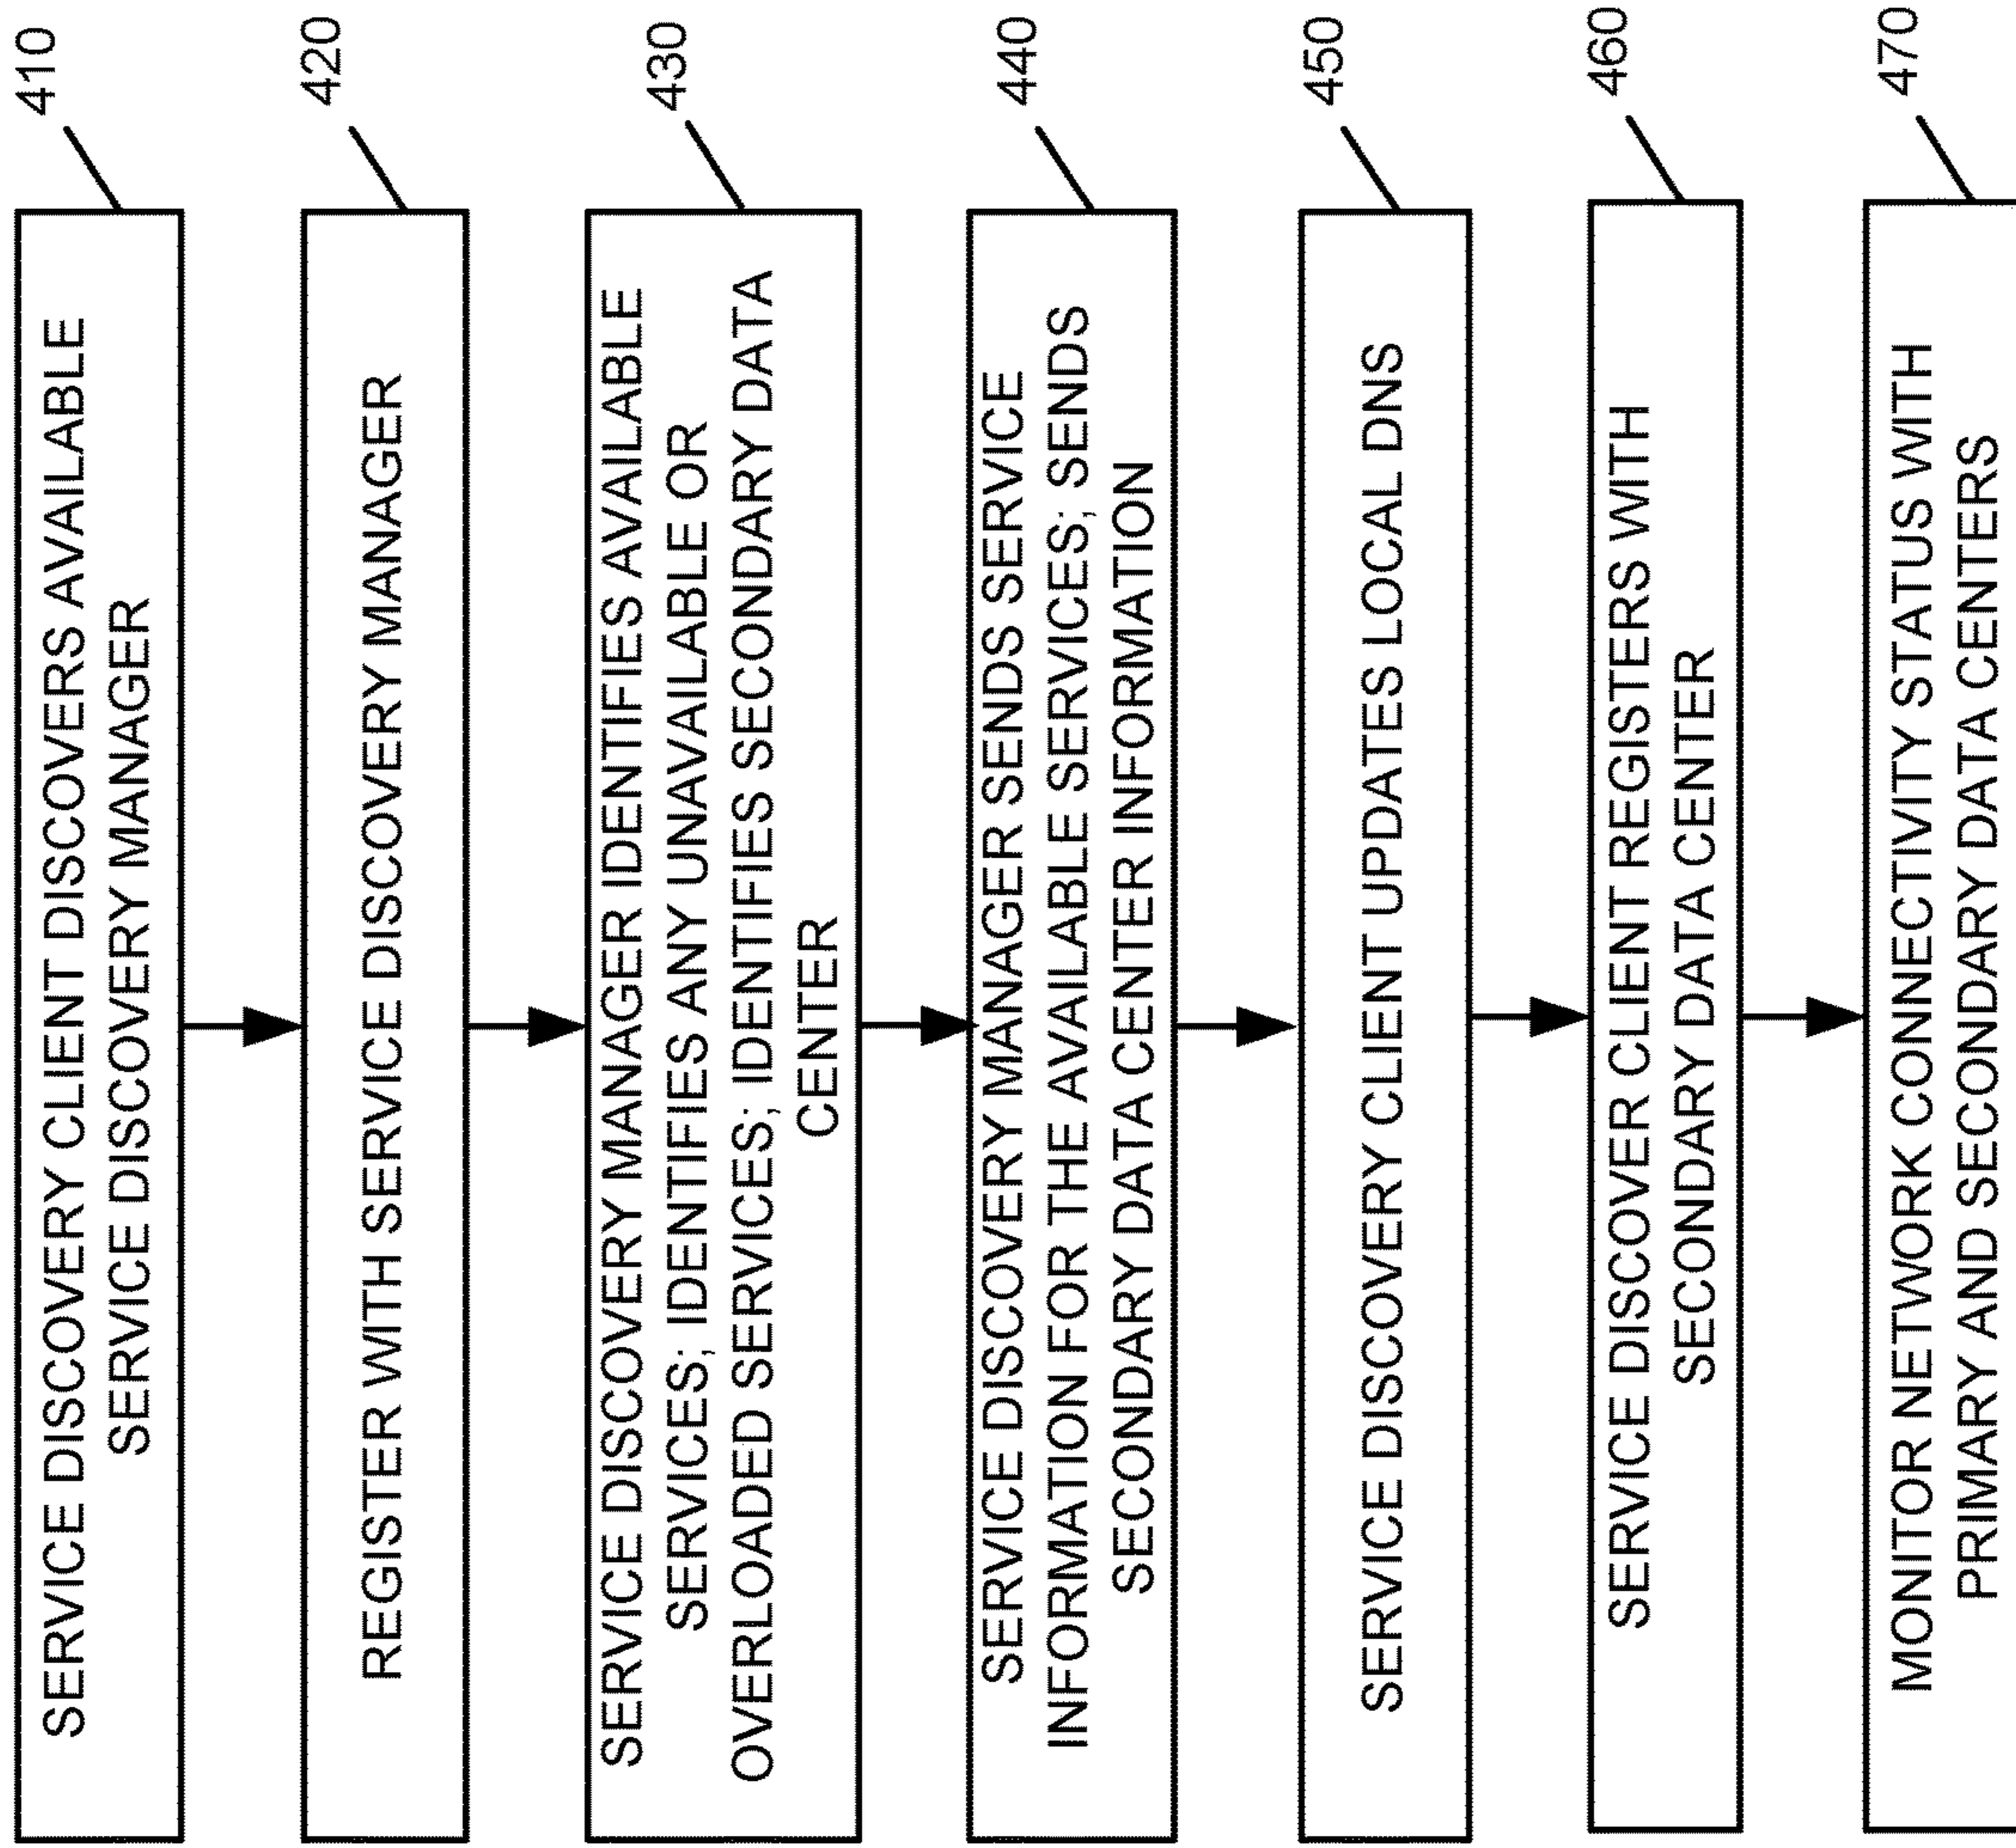 410
SERVICE DISCOVERY CLIENT DISCOVERS AVAILABLE
SERVICE DISCOVERY MANAGER
420
REGISTER WITH SERVICE DISCOVERY MANAGER
430
SERVICE DISCOVERY MANAGER IDENTIFIES AVAILABLE
SERVICES; IDENTIFIES ANY UNAVAILABLE OR
OVERLOADED SERVICES; IDENTIFIES SECONDARY DATA
CENTER
440
SERVICE DISCOVERY MANAGER SENDS SERVICE
INFORMATION FOR THE AVAILABLE SERVICES; SENDS
SECONDARY DATA CENTER INFORMATION
450
SERVICE DISCOVERY CLIENT UPDATES LOCAL DNS
460
SERVICE DISCOVER CLIENT REGISTERS WITH
SECONDARY DATA CENTER
470
MONITOR NETWORK CONNECTIVITY STATUS WITH
PRIMARY AND SECONDARY DATA CENTERS